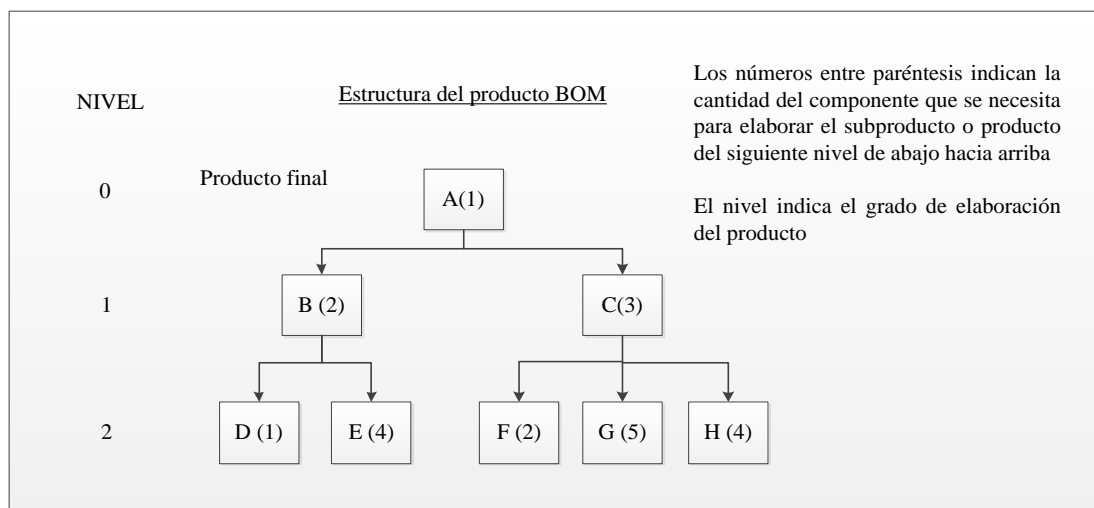 NIVEL
Estructura del producto BOM
Los números entre paréntesis indican la
cantidad del componente que se necesita
para elaborar el subproducto o producto
del siguiente nivel de abajo hacia arriba
El nivel indica el grado de elaboración
del producto
0
Producto final
A(1)
1
B (2)
C(3)
2
D (1)
E (4)
F (2)
G (5)
H (4)